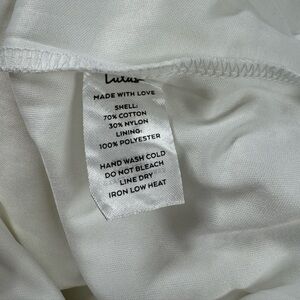 MADE WITH LOVE
SHELL:
70% COTTON
30% NYLON
LINING:
100% POLYESTER
HAND WASH COLD
DO NOT BLEACH
LINE DRY
IRON LOW HEAT